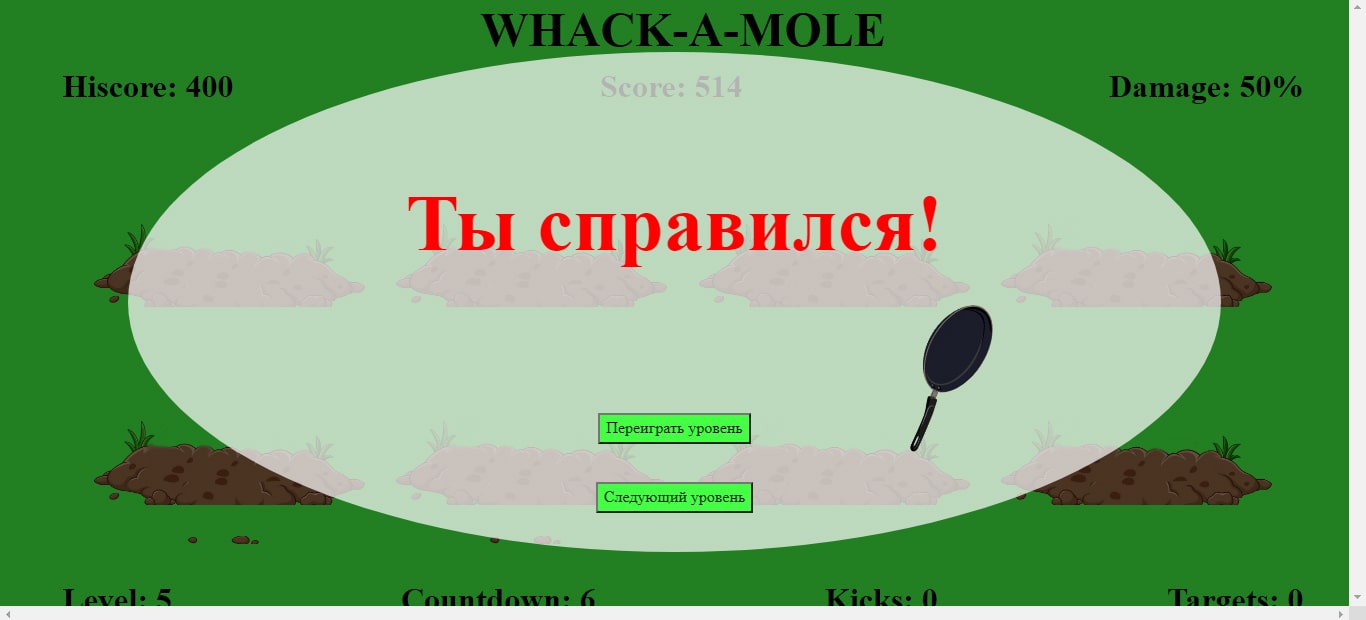 WHACK-A-MOLE
Hiscore: 400 Score: 514 Damage: 50%
Ты справился!
Переиграть уровень
Следующий уровень
Level: 5 Countdown: 6 Kicks: 0 Targets: 0